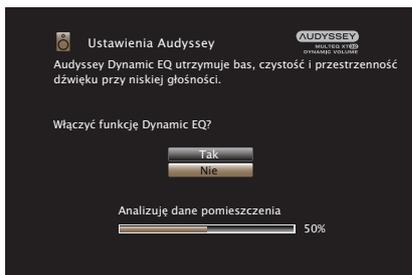 Ustawienia Audyssey
AUDYSSEY
MULTEQ XT32
DYNAMIC VOLUME
Audyssey Dynamic EQ utrzymuje bas, czystość i przestrzenność
dźwięku przy niskiej głośności.
Włączyć funkcję Dynamic EQ?
Tak
Nie
Analizuję dane pomieszczenia
50%